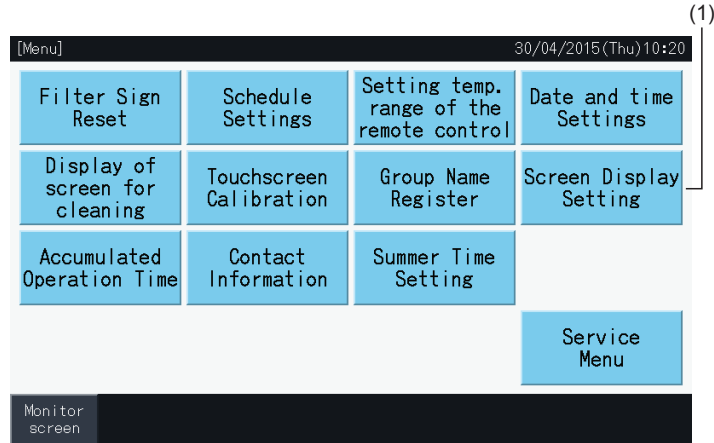 (1)
[Menu] 30/04/2015(Thu)10:20
Filter Sign
Reset
Schedule
Settings
Setting temp.
range of the
remote control
Date and time
Settings
Display of
screen for
cleaning
Touchscreen
Calibration
Group Name
Register
Screen Display
Setting
Accumulated
Operation Time
Contact
Information
Summer Time
Setting
Service
Menu
Monitor
screen